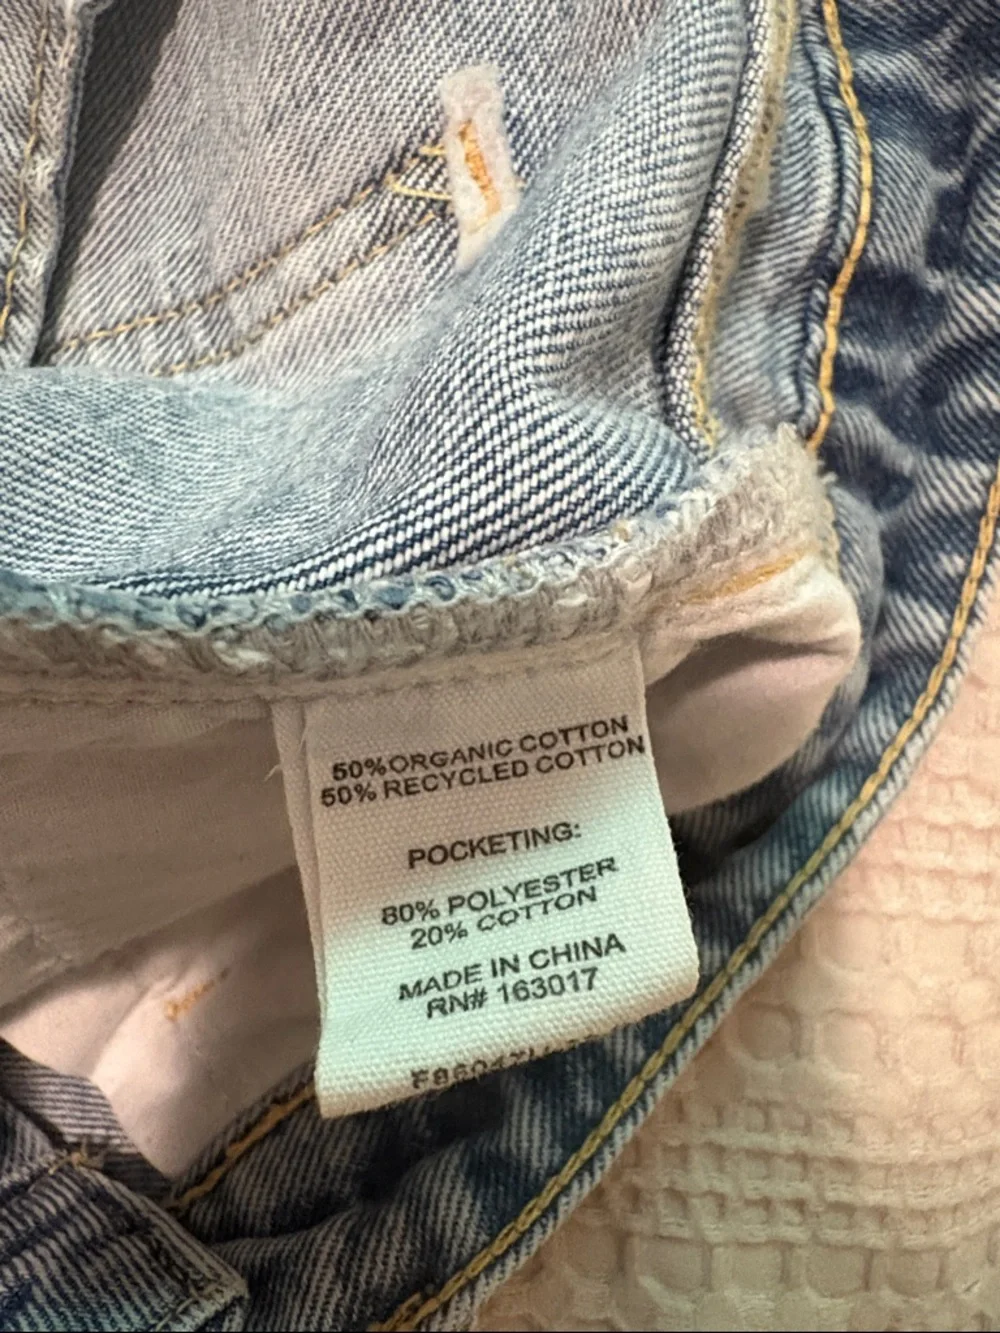 50%ORGANIC COTTON
50% RECYCLED COTTON
POCKETING:
80% POLYESTER
20% COTTON
MADE IN CHINA
RN# 163017